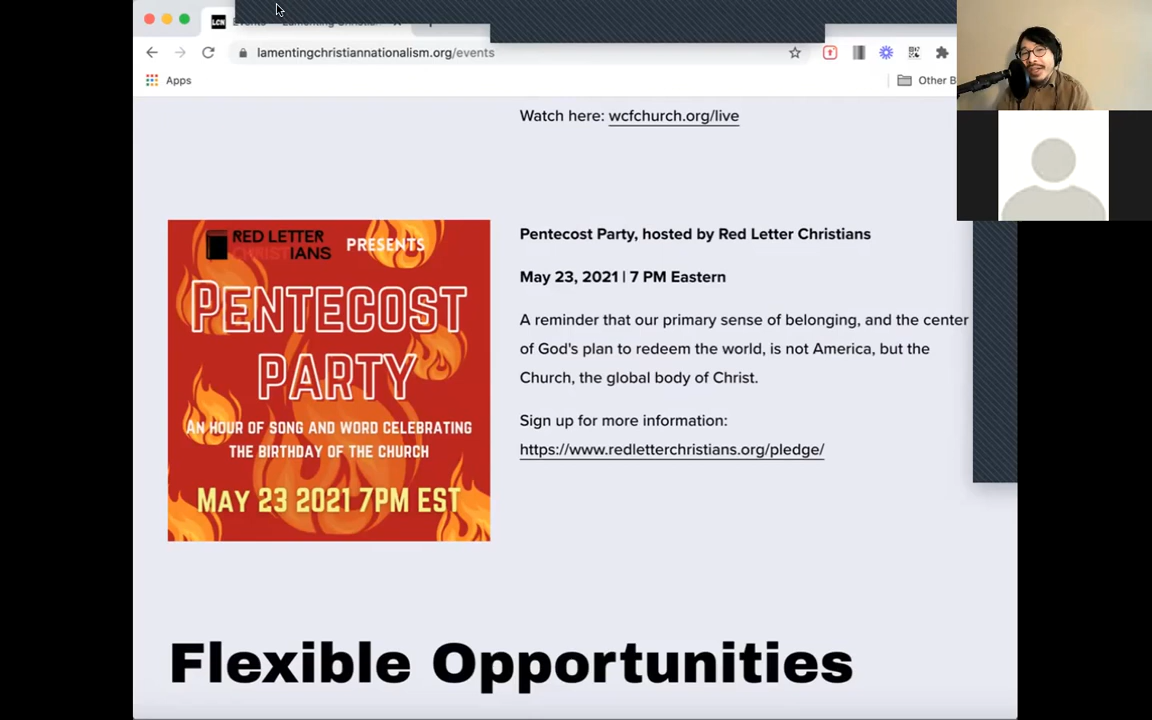 LCN
lamentingchristiannationalism.org/events
Apps
Other B
Watch here: wcfchurch.org/live
RED LETTER
CHRISTIANS
PRESENTS
PENTECOST
PARTY
AN HOUR OF SONG AND WORD CELEBRATING
THE BIRTHDAY OF THE CHURCH
MAY 23 2021 7PM EST
Pentecost Party, hosted by Red Letter Christians
May 23, 2021 | 7 PM Eastern
A reminder that our primary sense of belonging, and the center
of God's plan to redeem the world, is not America, but the
Church, the global body of Christ.
Sign up for more information:
https://www.redletterchristians.org/pledge/
Flexible Opportunities